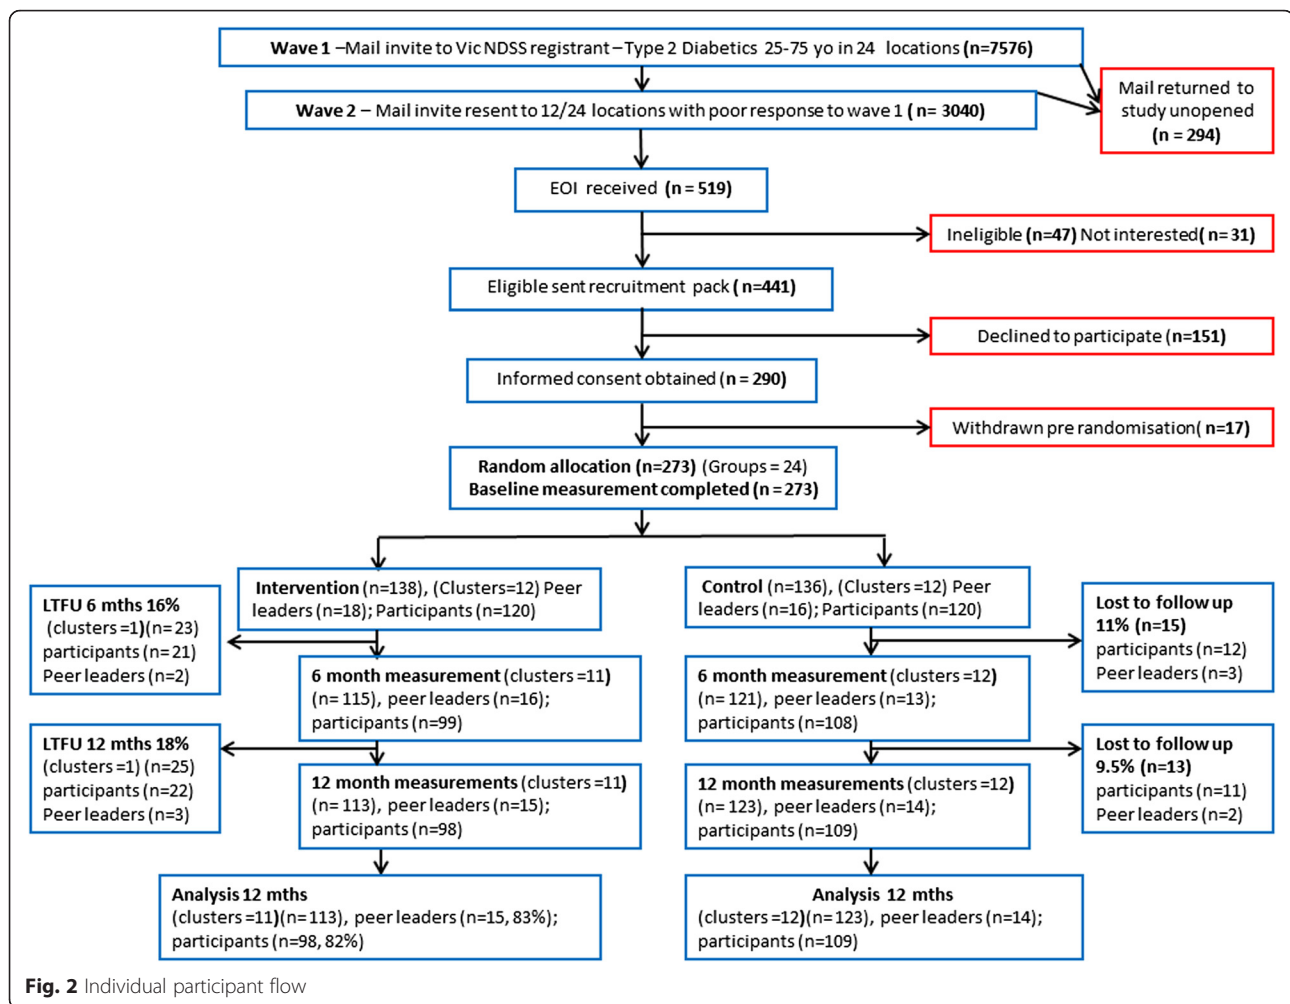 Wave 1 –Mail invite to Vic NDSS registrant – Type 2 Diabetics 25-75 yo in 24 locations (n=7576)
Mail returned to
study unopened
(n = 294)
Wave 2 – Mail invite resent to 12/24 locations with poor response to wave 1 ( n= 3040)
EOI received (n = 519)
Ineligible (n=47) Not interested( n= 31)
Eligible sent recruitment pack ( n=441)
Declined to participate (n=151)
Informed consent obtained (n = 290)
Withdrawn pre randomisation( n=17)
Random allocation (n=273) (Groups = 24)
Baseline measurement completed (n = 273)
Intervention (n=138), (Clusters=12) Peer
leaders (n=18); Participants (n=120)
Control (n=136), (Clusters=12) Peer
leaders (n=16); Participants (n=120)
LTFU 6 mths 16%
(clusters =1)(n= 23)
participants (n= 21)
Peer leaders (n=2)
Lost to follow up
11% (n=15)
participants (n=12)
Peer leaders (n=3)
6 month measurement (clusters =11)
(n= 115), peer leaders (n=16);
participants (n=99)
6 month measurement (clusters =12)
(n= 121), peer leaders (n=13);
participants (n=108)
LTFU 12 mths 18%
(clusters =1) (n=25)
participants (n=22)
Peer leaders (n=3)
Lost to follow up
9.5% (n=13)
participants (n=11)
Peer leaders (n=2)
12 month measurements (clusters =11)
(n= 113), peer leaders (n=15);
participants (n=98)
12 month measurements (clusters =12)
(n= 123), peer leaders (n=14);
participants (n=109)
Analysis 12 mths
(clusters =11)(n= 113), peer leaders (n=15, 83%);
participants (n=98, 82%)
Analysis 12 mths
(clusters =12)(n= 123), peer leaders (n=14);
participants (n=109)
Fig. 2 Individual participant flow